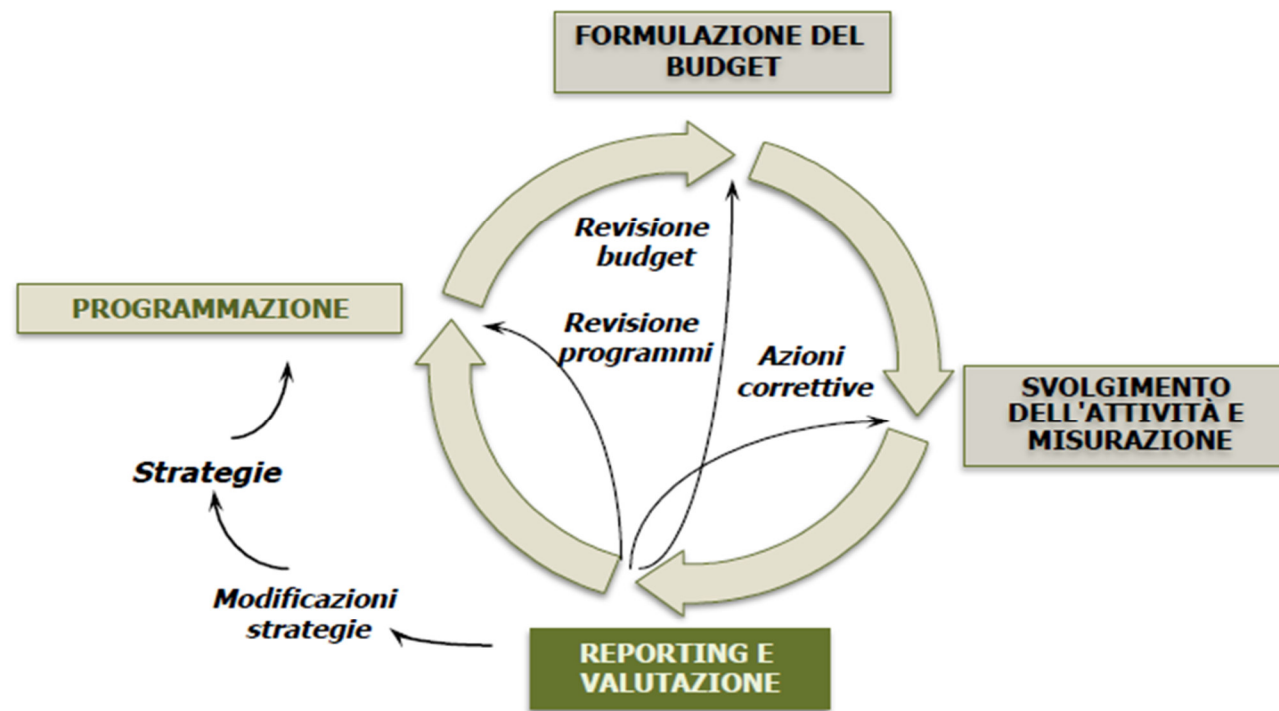 FORMULAZIONE DEL
BUDGET
Revisione
budget
PROGRAMMAZIONE
Revisione
programmi
Azioni
correttive
SVOLGIMENTO
DELL'ATTIVITÀ E
MISURAZIONE
Strategie
Modificazioni
strategie
REPORTING E
VALUTAZIONE